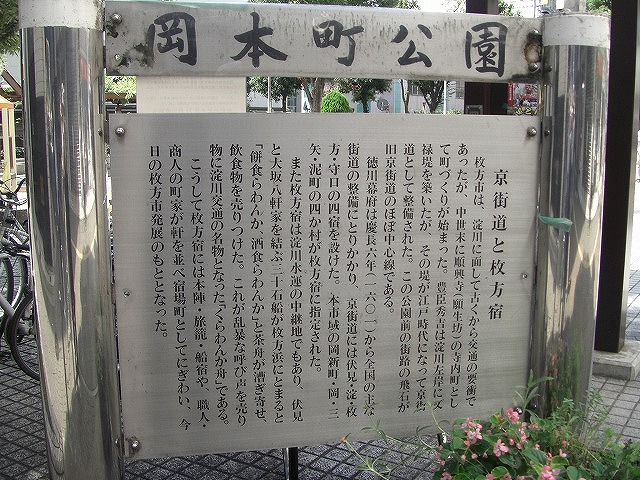 岡本町公園
京街道と枚方宿
枚方市は、淀川に面して古くから交通の要衝で
あったが、中世末に順興寺(願生坊)の寺内町とし
て町づくりが始まった。豊臣秀吉は淀川左岸に文
禄堤を築いたが、その堤が江戸時代になって京街
道として整備された。この公園前の街路の飛石が
旧京街道のほぼ中心線である。
徳川幕府は慶長六年(一六〇一)から全国の主な
街道の整備にとりかかり、京街道には伏見・淀・枚
方・守口の四宿を設けた。本市域の岡新町・岡・三
矢・泥町の四か村が枚方宿に指定された。
また枚方宿は淀川水運の中継地でもあり、伏見
と大坂八軒家を結ぶ三十石船が枚方浜にとまると
「餅食らわんか、酒食らわんか」と茶舟が漕ぎ寄せ、
飲食物を売りつけた。これが乱暴な呼び声を売り
物に淀川交通の名物となった"くらわんか舟"である。
こうして枚方宿には本陣・旅籠・船宿や、職人・
商人の町家が軒を並べ宿場町としてにぎわい、今
日の枚方市発展のもととなった。